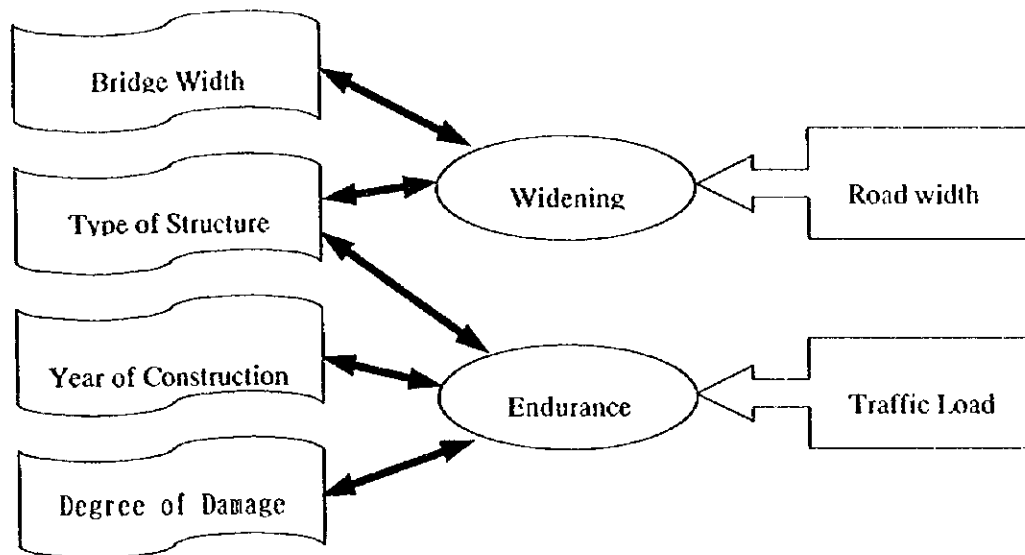 Bridge Width
Type of Structure
Year of Construction
Degree of Damage
Widening
Endurance
Road width
Traffic Load